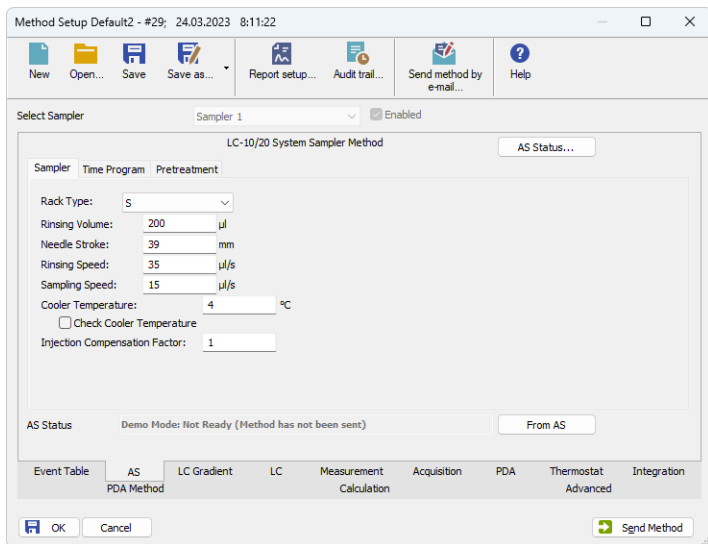 Method Setup Default2 - #29;  24.03.2023  8:11:22
New Open... Save Save as... Report setup... Audit trail... Send method by e-mail... Help
Select Sampler Sampler 1 Enabled
LC-10/20 System Sampler Method AS Status...
Sampler Time Program Pretreatment
Rack Type: S
Rinsing Volume: 200 µl
Needle Stroke: 39 mm
Rinsing Speed: 35 µl/s
Sampling Speed: 15 µl/s
Cooler Temperature: 4 °C
Check Cooler Temperature
Injection Compensation Factor: 1
AS Status Demo Mode: Not Ready (Method has not been sent) From AS
Event Table AS LC Gradient LC Measurement Acquisition PDA Thermostat Integration
PDA Method Calculation Advanced
OK Cancel Send Method